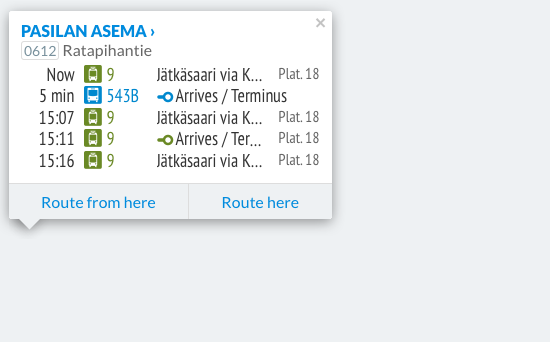 PASILAN ASEMA ›
0612 Ratapihantie
Now 9 Jätkäsaari via K... Plat. 18
5 min 543B Arrives / Terminus
15:07 9 Jätkäsaari via K... Plat. 18
15:11 9 Arrives / Ter... Plat. 18
15:16 9 Jätkäsaari via K... Plat. 18
Route from here Route here